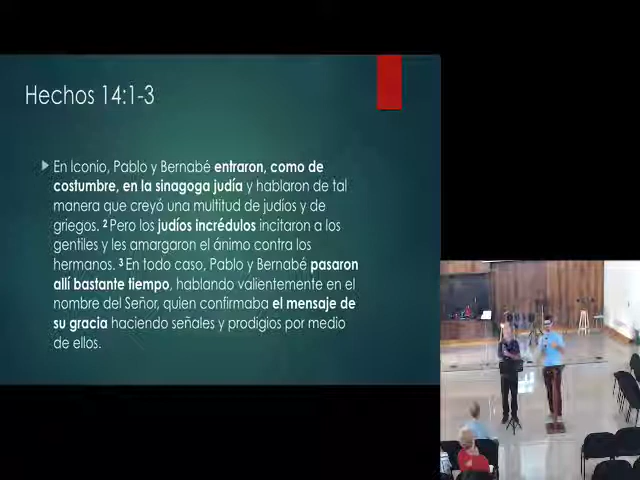 Hechos 14:1-3
En Iconio, Pablo y Bernabé entraron, como de
costumbre, en la sinagoga judía y hablaron de tal
manera que creyó una multitud de judíos y de
griegos. ² Pero los judíos incrédulos incitaron a los
gentiles y les amargaron el ánimo contra los
hermanos. ³ En todo caso, Pablo y Bernabé pasaron
allí bastante tiempo, hablando valientemente en el
nombre del Señor, quien confirmaba el mensaje de
su gracia haciendo señales y prodigios por medio
de ellos.